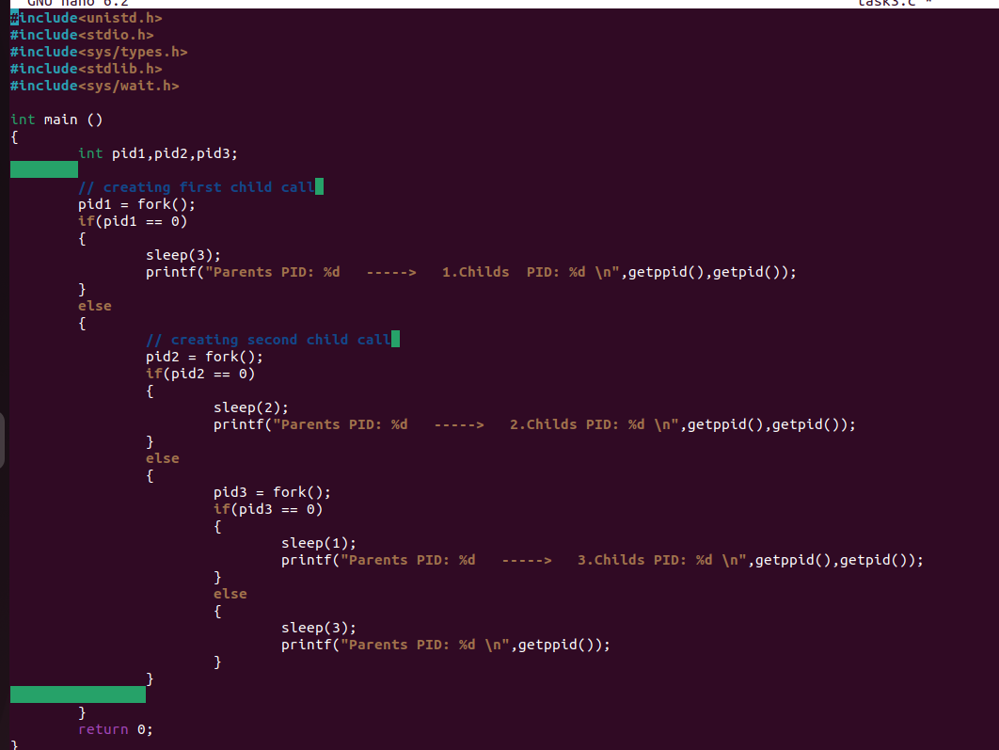 GNU nano 6.2 task3.c *
#include<unistd.h>
#include<stdio.h>
#include<sys/types.h>
#include<stdlib.h>
#include<sys/wait.h>
int main ()
{
int pid1,pid2,pid3;
// creating first child call
pid1 = fork();
if(pid1 == 0)
{
sleep(3);
printf("Parents PID: %d   ----->   1.Childs  PID: %d \n",getppid(),getpid());
}
else
{
// creating second child call
pid2 = fork();
if(pid2 == 0)
{
sleep(2);
printf("Parents PID: %d   ----->   2.Childs PID: %d \n",getppid(),getpid());
}
else
{
pid3 = fork();
if(pid3 == 0)
{
sleep(1);
printf("Parents PID: %d   ----->   3.Childs PID: %d \n",getppid(),getpid());
}
else
{
sleep(3);
printf("Parents PID: %d \n",getppid());
}
}
}
return 0;
}